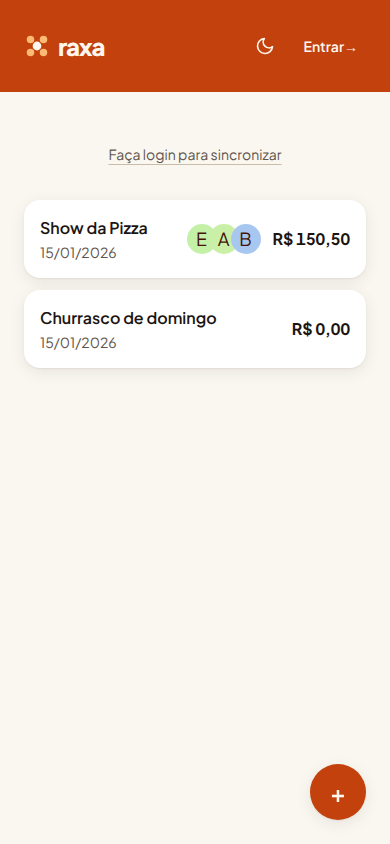 raxa
Entrar→
Faça login para sincronizar
Show da Pizza
15/01/2026
E A B
R$ 150,50
Churrasco de domingo
15/01/2026
R$ 0,00
+